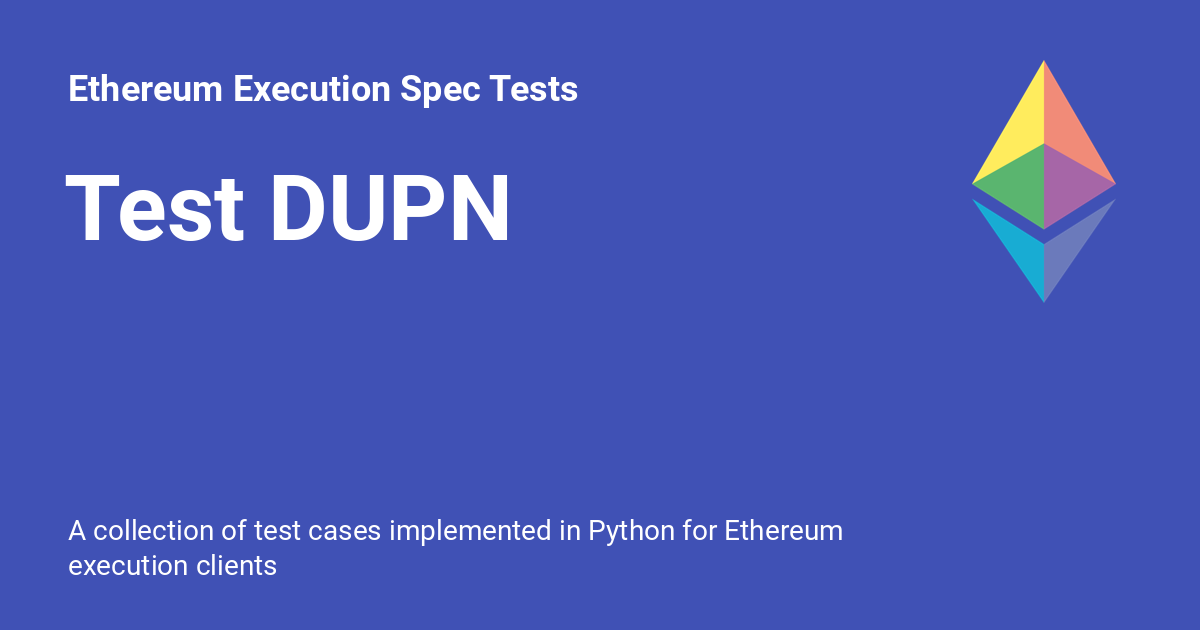 Ethereum Execution Spec Tests
Test DUPN
A collection of test cases implemented in Python for Ethereum
execution clients